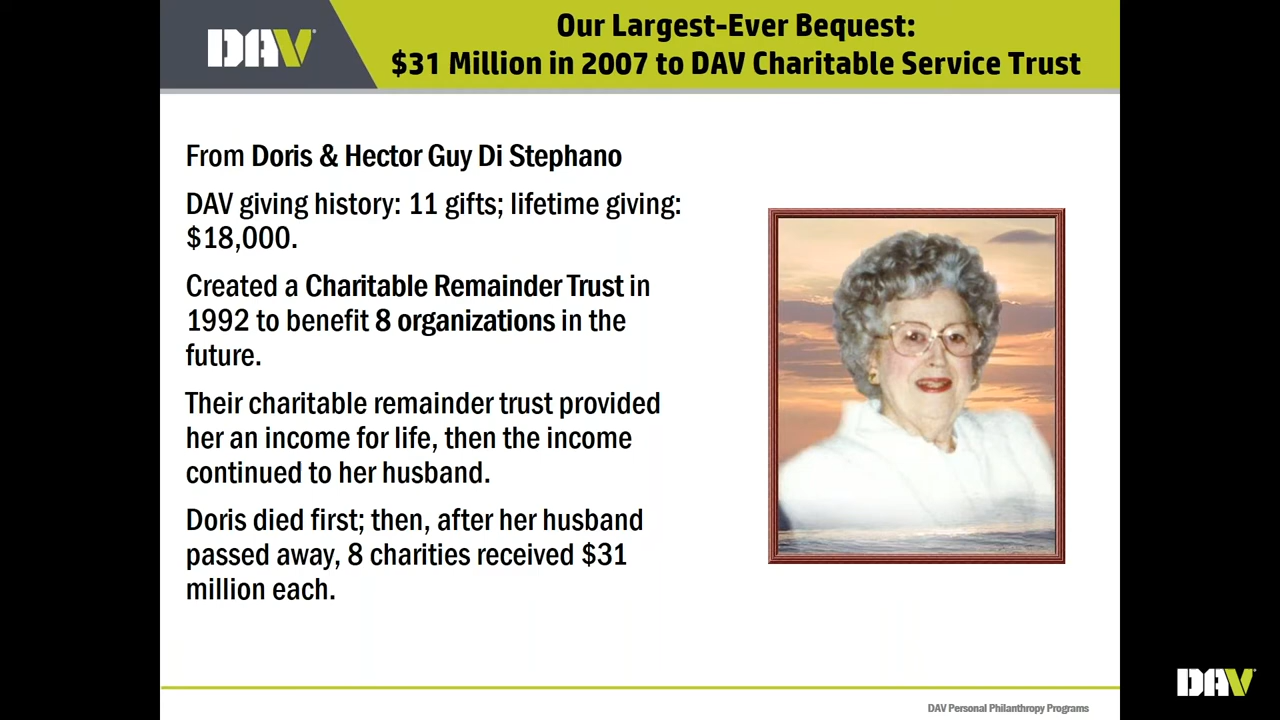 DAV
Our Largest-Ever Bequest:
$31 Million in 2007 to DAV Charitable Service Trust
From Doris & Hector Guy Di Stephano
DAV giving history: 11 gifts; lifetime giving:
$18,000.
Created a Charitable Remainder Trust in
1992 to benefit 8 organizations in the
future.
Their charitable remainder trust provided
her an income for life, then the income
continued to her husband.
Doris died first; then, after her husband
passed away, 8 charities received $31
million each.
DAV
DAV Personal Philanthropy Programs